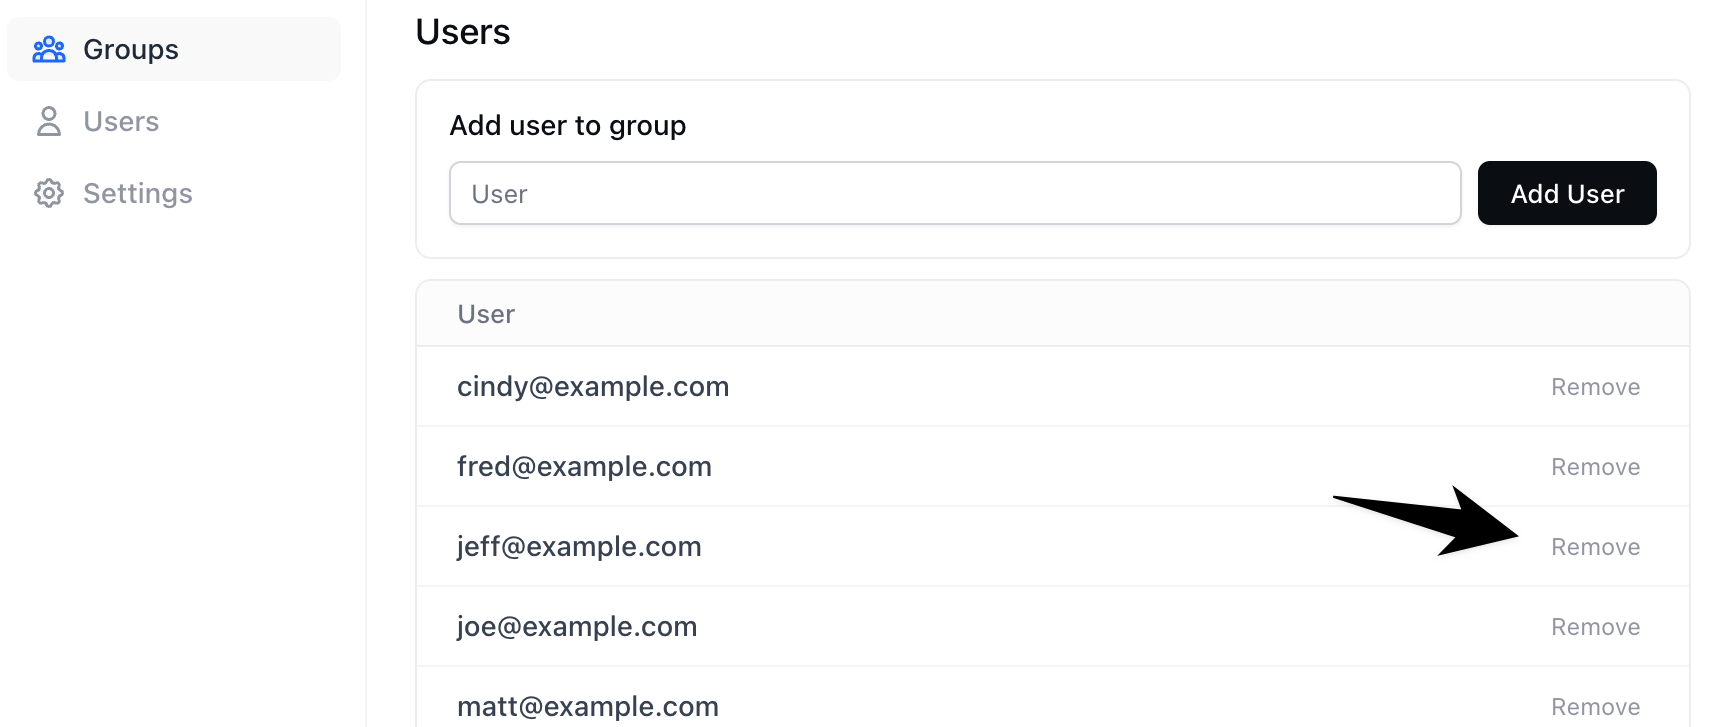 Groups
Users
Settings
Users
Add user to group
User
Add User
User
cindy@example.com Remove
fred@example.com Remove
jeff@example.com Remove
joe@example.com Remove
matt@example.com Remove